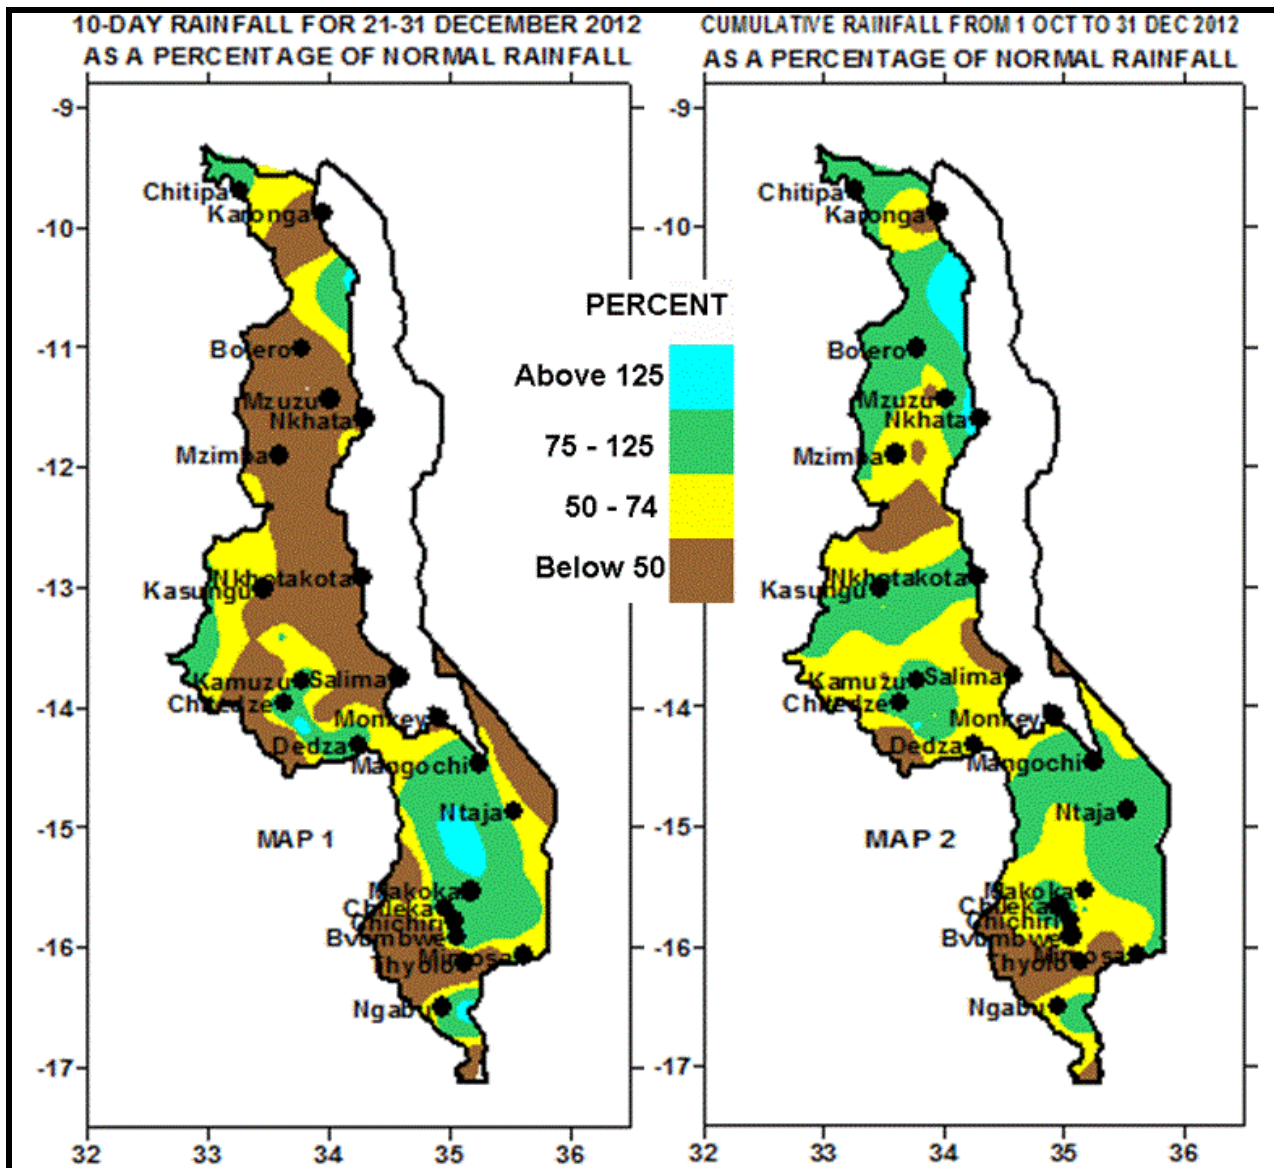 10-DAY RAINFALL FOR 21-31 DECEMBER 2012
AS A PERCENTAGE OF NORMAL RAINFALL
CUMULATIVE RAINFALL FROM 1 OCT TO 31 DEC 2012
AS A PERCENTAGE OF NORMAL RAINFALL
-9
-10
-11
-12
-13
-14
-15
-16
-17
32
33
34
35
36
Chitipa
Karonga
Bolero
Mzuzu
Nkhata
Mzimba
Nkhotakota
Kasungu
Kamuzu
Salima
Chitedze
Monkey
Dedza
Mangochi
Ntaja
MAP 1
Makoka
Chileka
Chichiri
Bvumbwe
Mimosa
Thyolo
Ngabu
PERCENT
Above 125
75 - 125
50 - 74
Below 50
-9
-10
-11
-12
-13
-14
-15
-16
-17
32
33
34
35
36
Chitipa
Karonga
Bolero
Mzuzu
Nkhata
Mzimba
Nkhotakota
Kasungu
Kamuzu
Salima
Chitedze
Monkey
Dedza
Mangochi
Ntaja
MAP 2
Makoka
Chileka
Chichiri
Bvumbwe
Mimosa
Thyolo
Ngabu